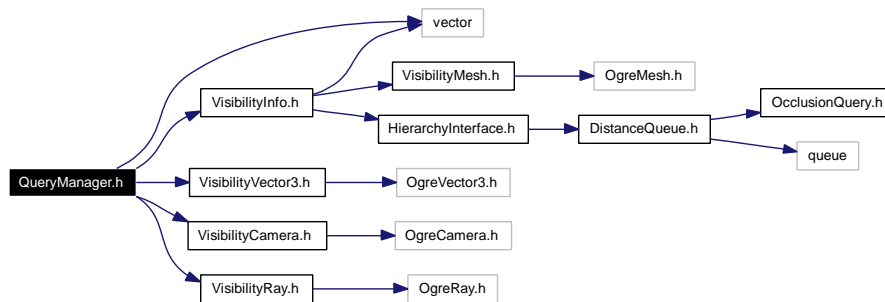 vector
VisibilityMesh.h
OgreMesh.h
VisibilityInfo.h
OcclusionQuery.h
HierarchyInterface.h
DistanceQueue.h
queue
QueryManager.h
VisibilityVector3.h
OgreVector3.h
VisibilityCamera.h
OgreCamera.h
VisibilityRay.h
OgreRay.h